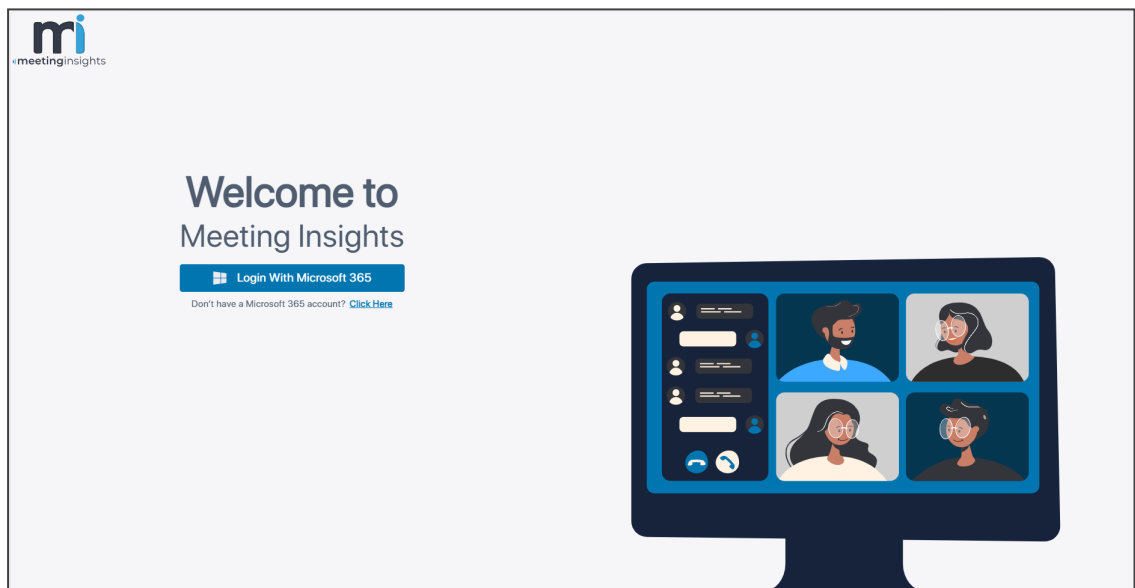 mi
meetinginsights
Welcome to
Meeting Insights
Login With Microsoft 365
Don't have a Microsoft 365 account? Click Here